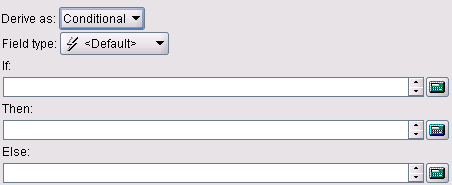 Derive as: Conditional
Field type: <Default>
If:
Then:
Else: